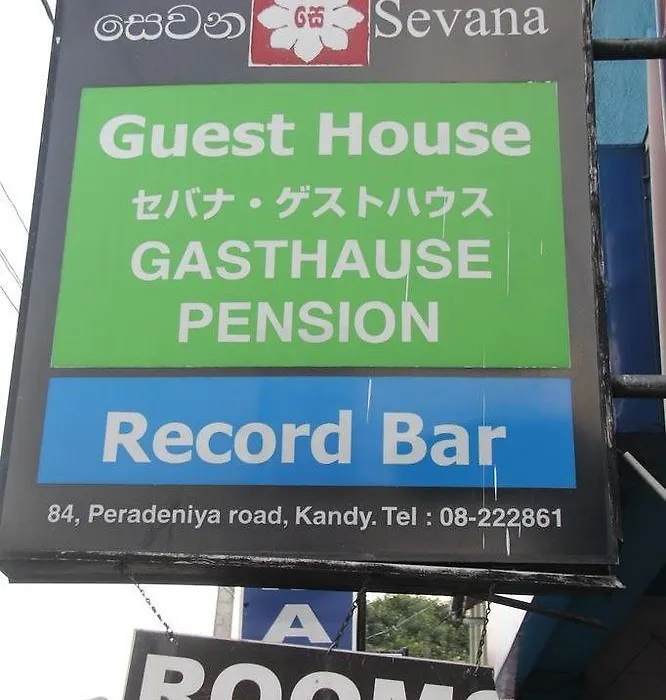 සෙවන සෙ Sevana
Guest House
セバナ・ゲストハウス
GASTHAUSE
PENSION
Record Bar
84, Peradeniya road, Kandy. Tel : 08-222861
A
ROOMS